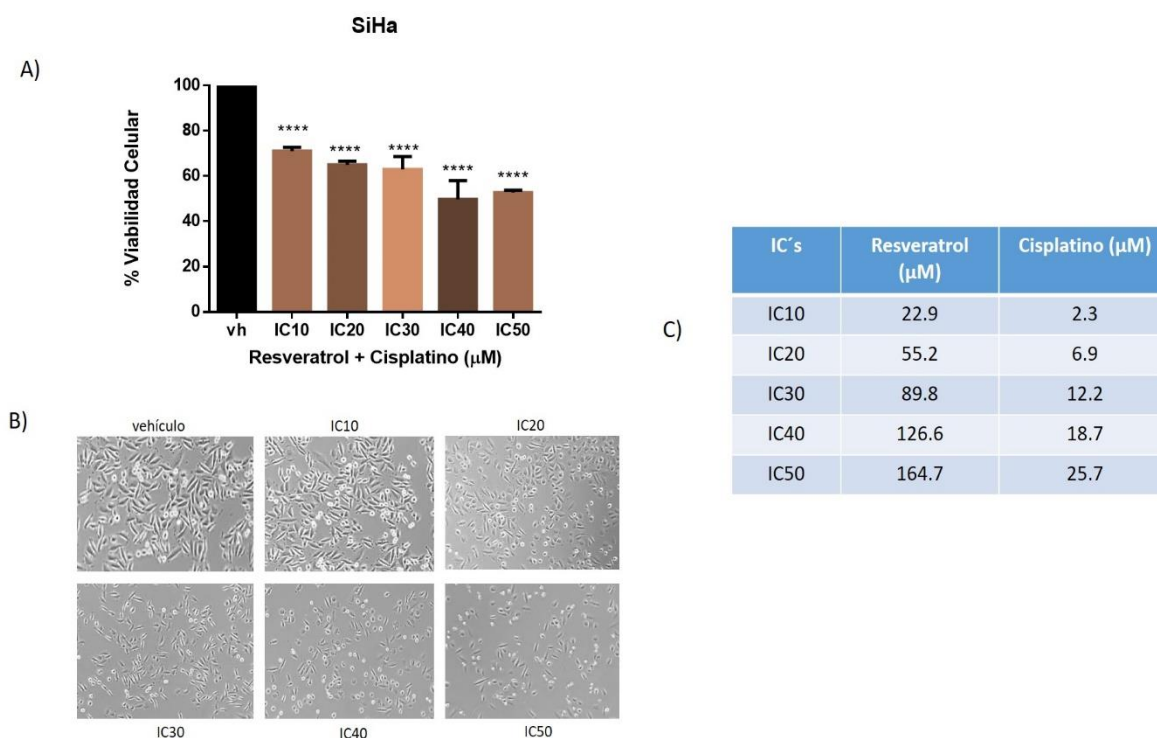 SiHa
A)
% Viabilidad Celular
100
80
60
40
20
0
****
****
****
****
****
vh IC10 IC20 IC30 IC40 IC50
Resveratrol + Cisplatino (μM)
B)
vehículo IC10 IC20
IC30 IC40 IC50
C)
IC´s Resveratrol (μM) Cisplatino (μM)
IC10 22.9 2.3
IC20 55.2 6.9
IC30 89.8 12.2
IC40 126.6 18.7
IC50 164.7 25.7